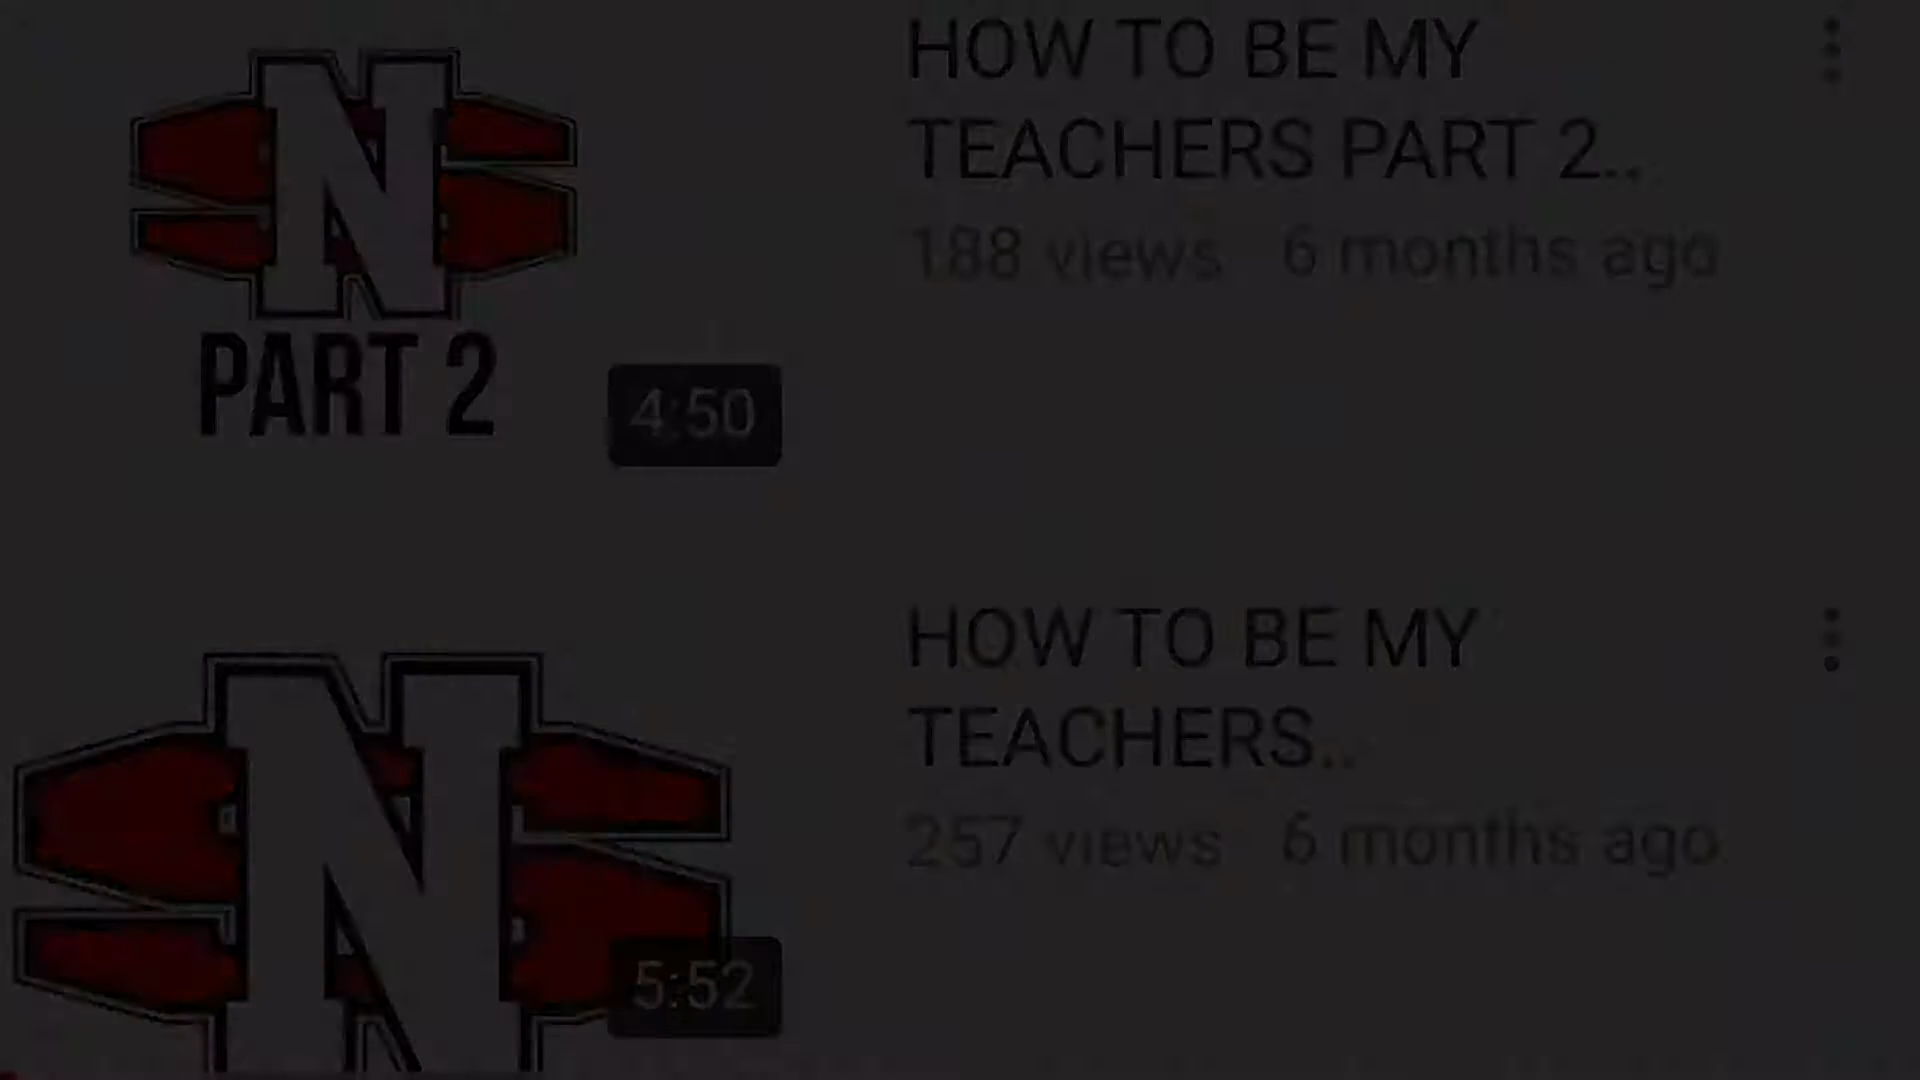 N
PART 2
4:50
HOW TO BE MY
TEACHERS PART 2..
188 views 6 months ago
N
5:52
HOW TO BE MY
TEACHERS..
257 views 6 months ago